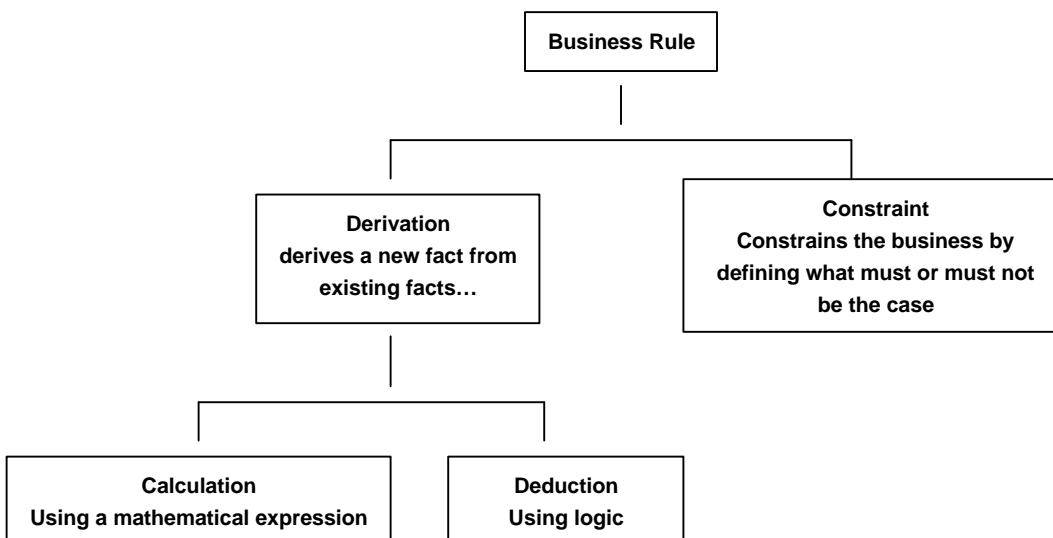 Business Rule
Derivation
derives a new fact from
existing facts…
Constraint
Constrains the business by
defining what must or must not
be the case
Calculation
Using a mathematical expression
Deduction
Using logic